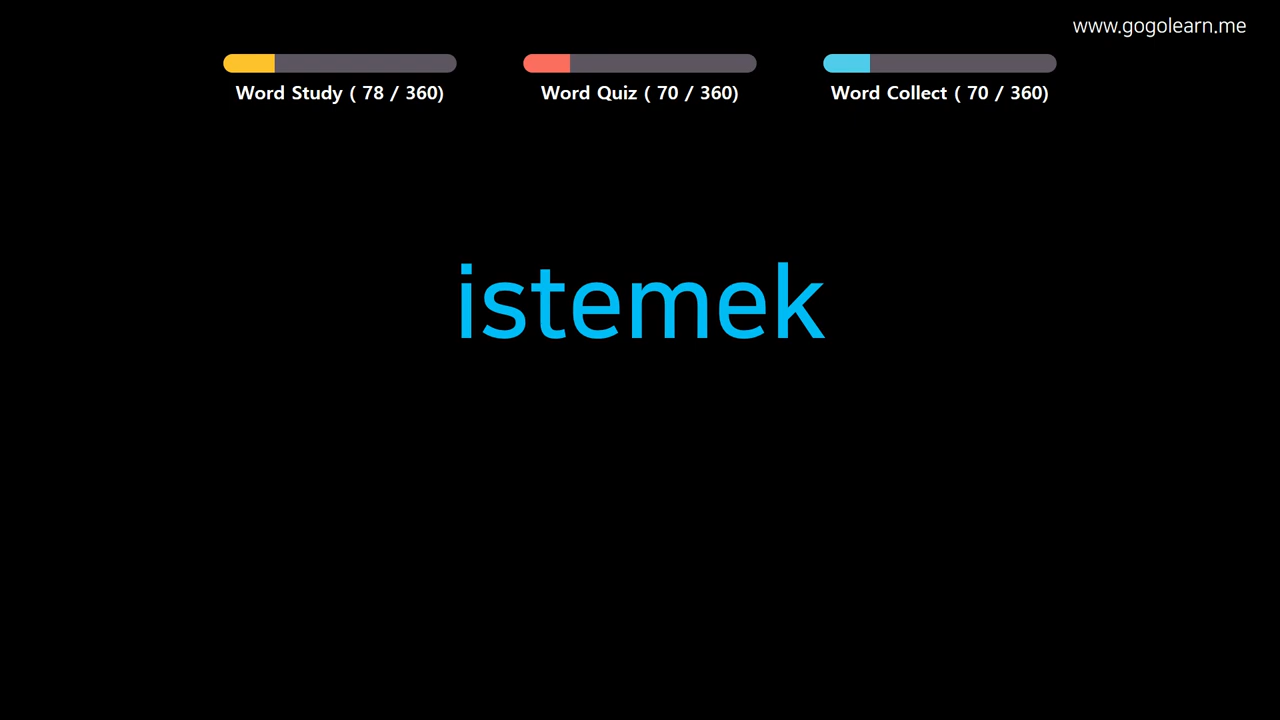 www.gogolearn.me
Word Study ( 78 / 360)
Word Quiz ( 70 / 360)
Word Collect ( 70 / 360)
istemek